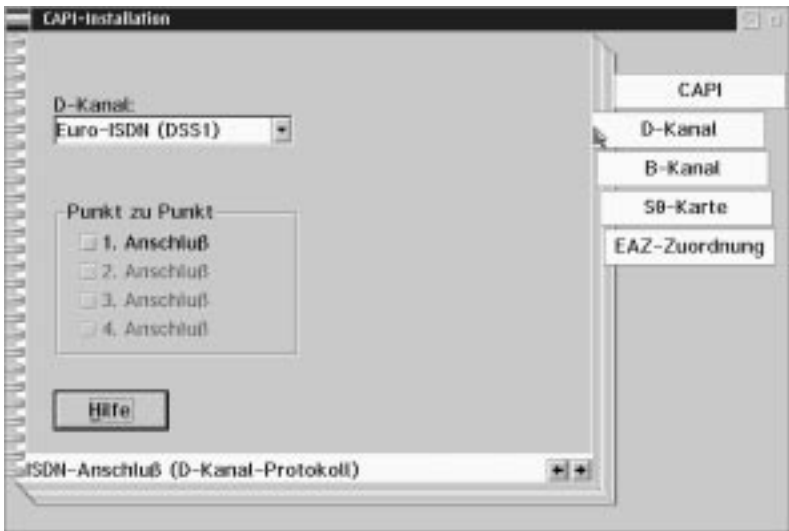 CAPI-Installation
D-Kanal:
Euro-ISDN (DSS1)
Punkt zu Punkt
1. Anschluß
2. Anschluß
3. Anschluß
4. Anschluß
Hilfe
ISDN-Anschluß (D-Kanal-Protokoll)
CAPI
D-Kanal
B-Kanal
S0-Karte
EAZ-Zuordnung